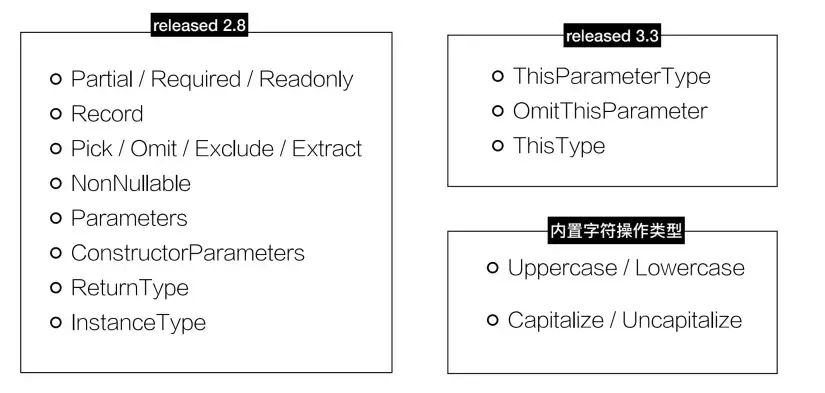 released 2.8
Partial / Required / Readonly
Record
Pick / Omit / Exclude / Extract
NonNullable
Parameters
ConstructorParameters
ReturnType
InstanceType
released 3.3
ThisParameterType
OmitThisParameter
ThisType
内置字符操作类型
Uppercase / Lowercase
Capitalize / Uncapitalize